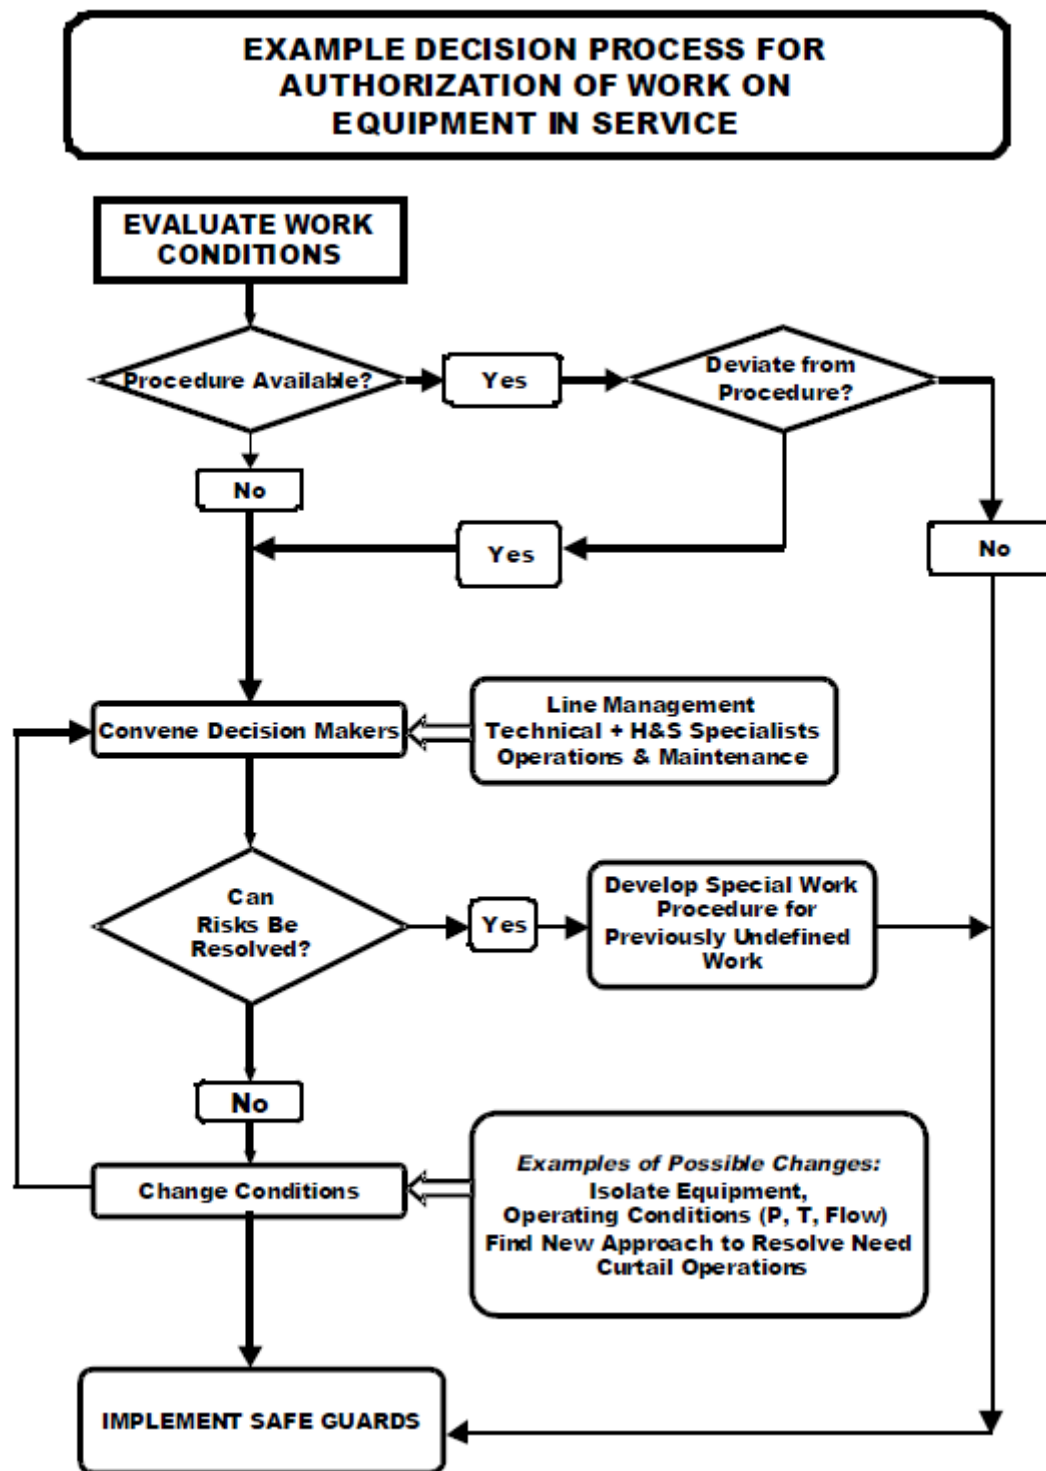 EXAMPLE DECISION PROCESS FOR
AUTHORIZATION OF WORK ON
EQUIPMENT IN SERVICE
EVALUATE WORK
CONDITIONS
Procedure Available?
Yes
Deviate from
Procedure?
No
Yes
No
Convene Decision Makers
Line Management
Technical + H&S Specialists
Operations & Maintenance
Can
Risks Be
Resolved?
Yes
Develop Special Work
Procedure for
Previously Undefined
Work
No
Change Conditions
Examples of Possible Changes:
Isolate Equipment,
Operating Conditions (P, T, Flow)
Find New Approach to Resolve Need
Curtail Operations
IMPLEMENT SAFE GUARDS